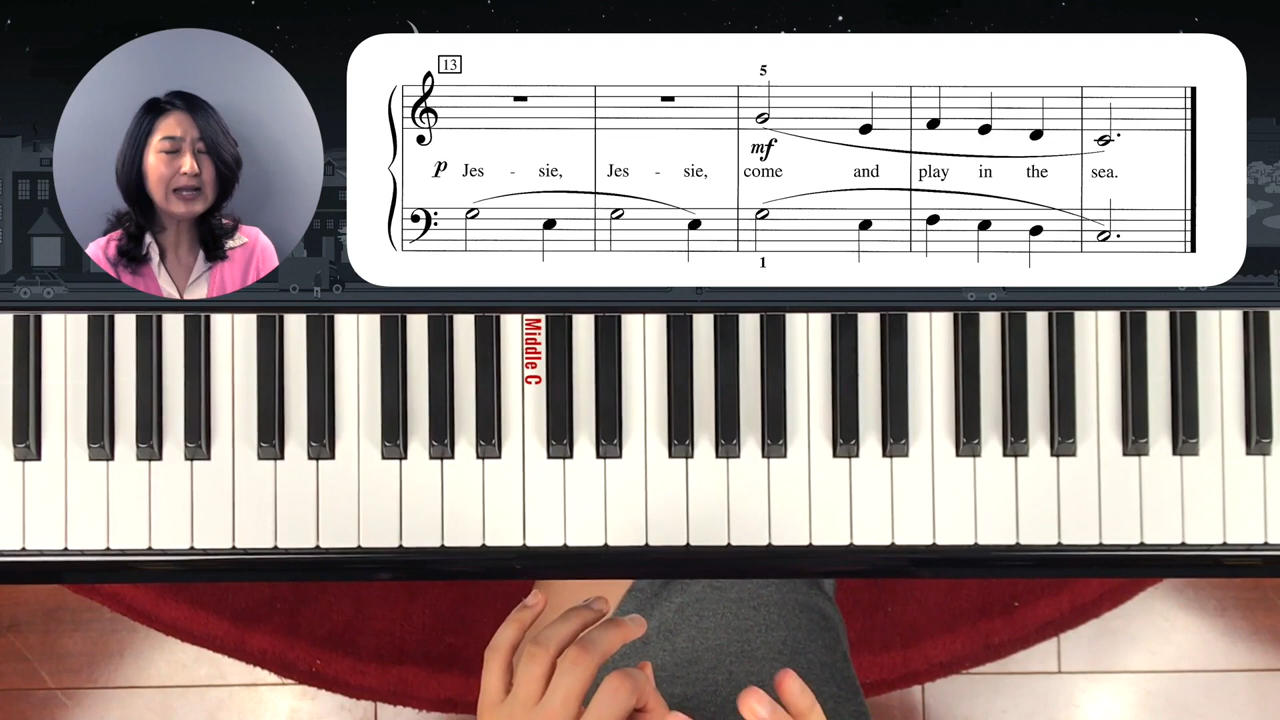 13
5
mf
p Jes - sie, Jes - sie, come and play in the sea.
1
Middle C